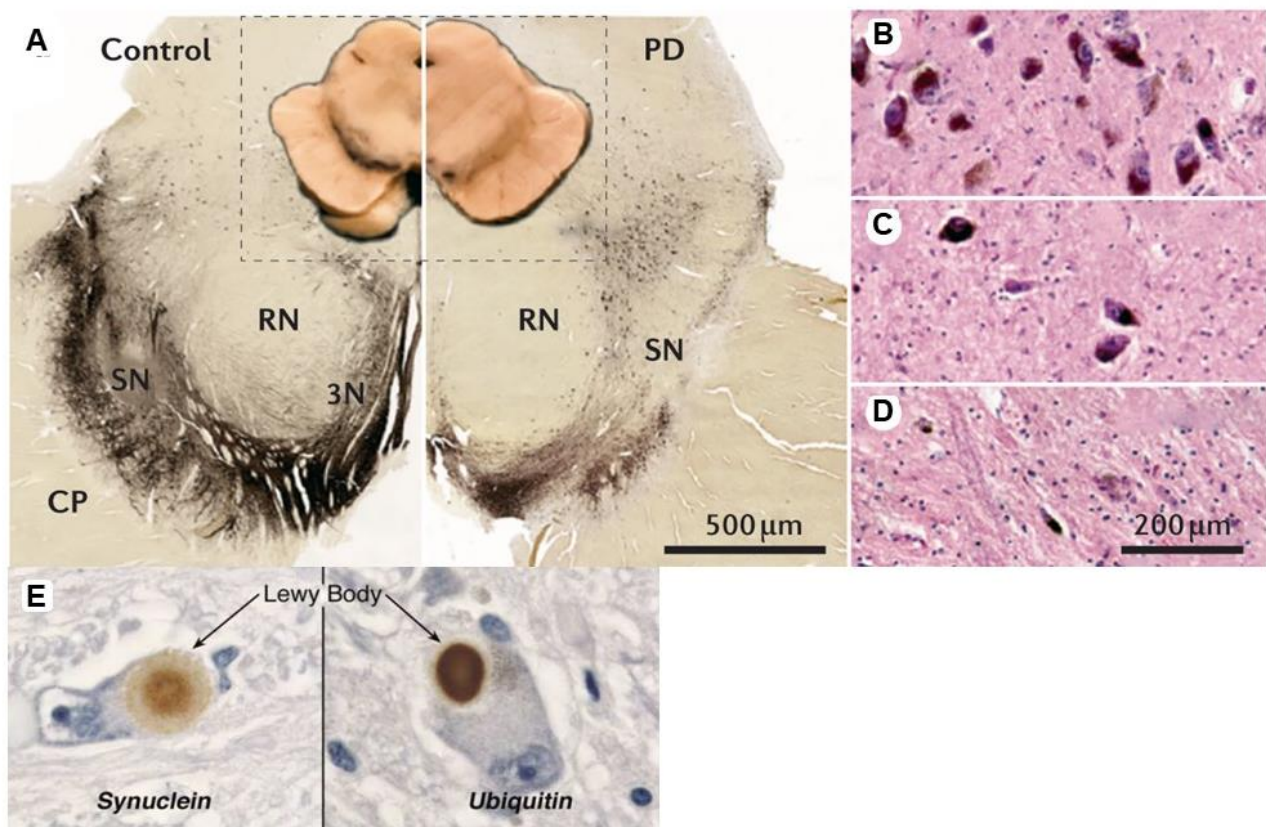 A
Control
PD
RN
RN
SN
SN
3N
CP
500 μm
B
C
D
200 μm
E
Lewy Body
Synuclein
Ubiquitin